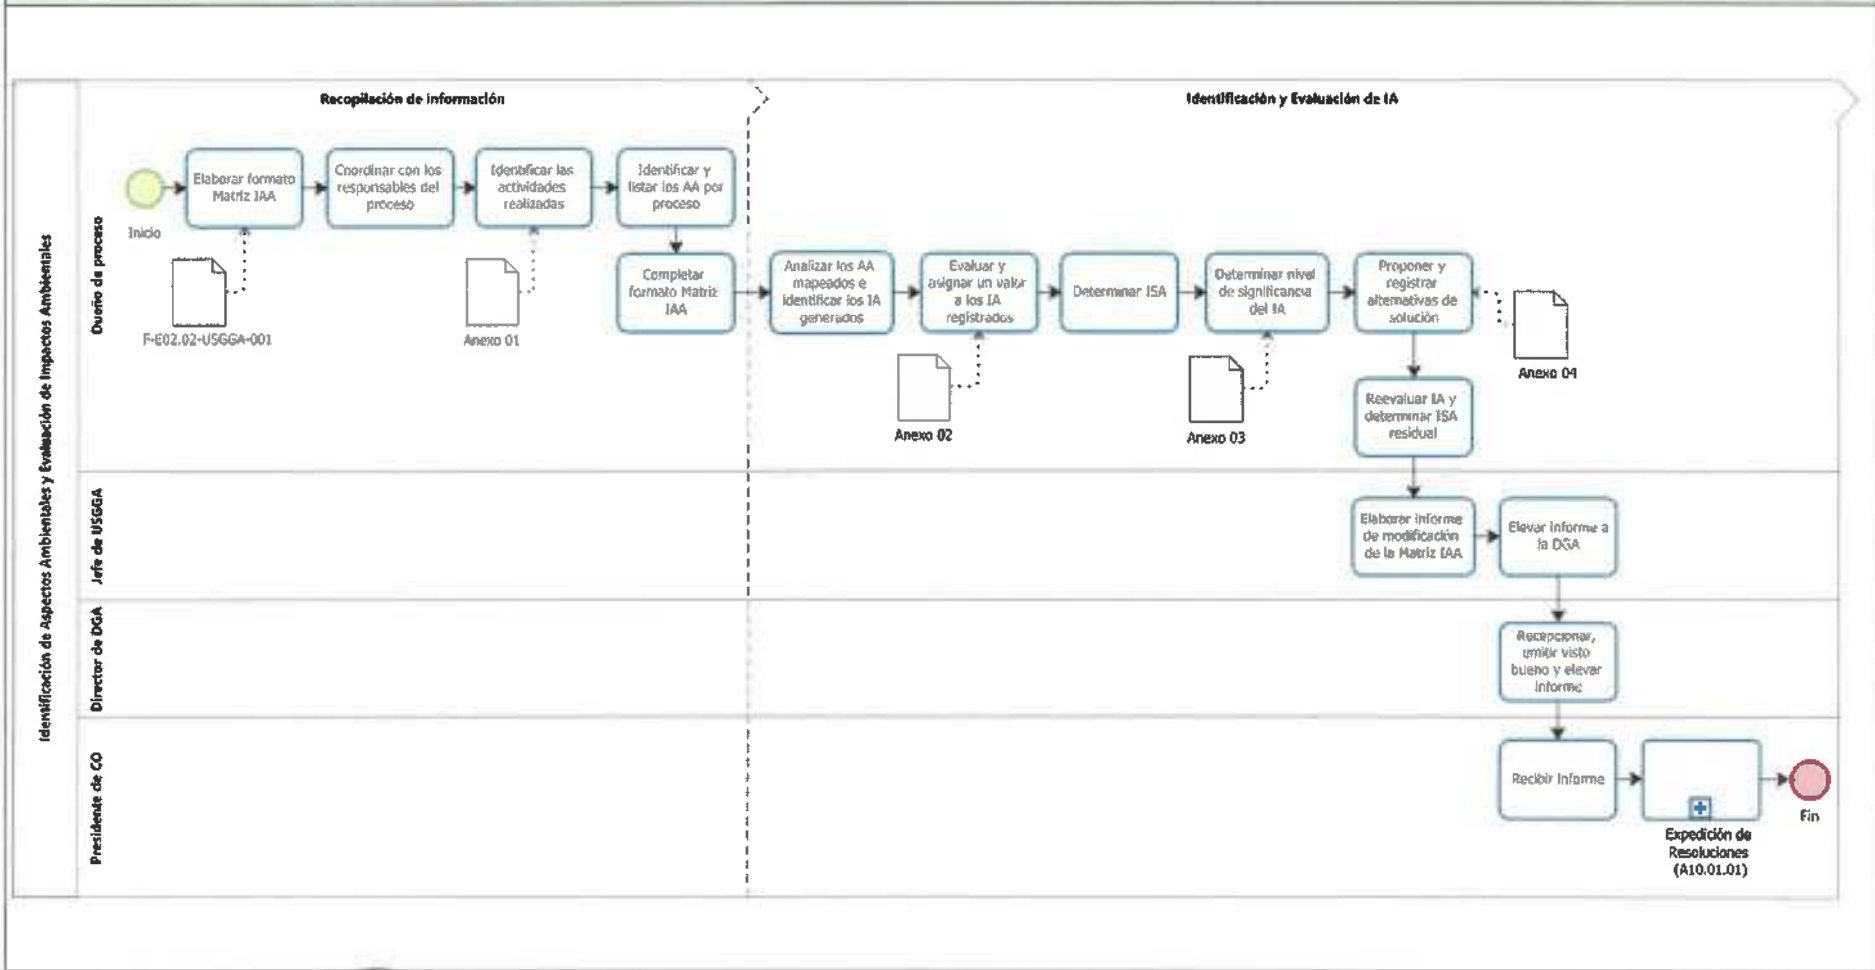 Identificación de Aspectos Ambientales y Evaluación de Impactos Ambientales
Recopilación de información
Identificación y Evaluación de IA
Dueño de proceso
Inicio
Elaborar formato
Matriz IAA
F-E02.02-USGGA-001
Coordinar con los
responsables del
proceso
Identificar las
actividades
realizadas
Anexo 01
Identificar y
listar los AA por
proceso
Completar
formato Matriz
IAA
Analizar los AA
mapeados e
identificar los IA
generados
Evaluar y
asignar un valor
a los IA
registrados
Anexo 02
Determinar ISA
Determinar nivel
de significancia
del IA
Anexo 03
Proponer y
registrar
alternativas de
solución
Anexo 04
Reevaluar IA y
determinar ISA
residual
Jefe de USGGA
Elaborar informe
de modificación
de la Matriz IAA
Elevar informe a
la DGA
Director de DGA
Recepcionar,
emitir visto
bueno y elevar
informe
Presidente de CO
Recibir Informe
Expedición de
Resoluciones
(A10.01.01)
Fin